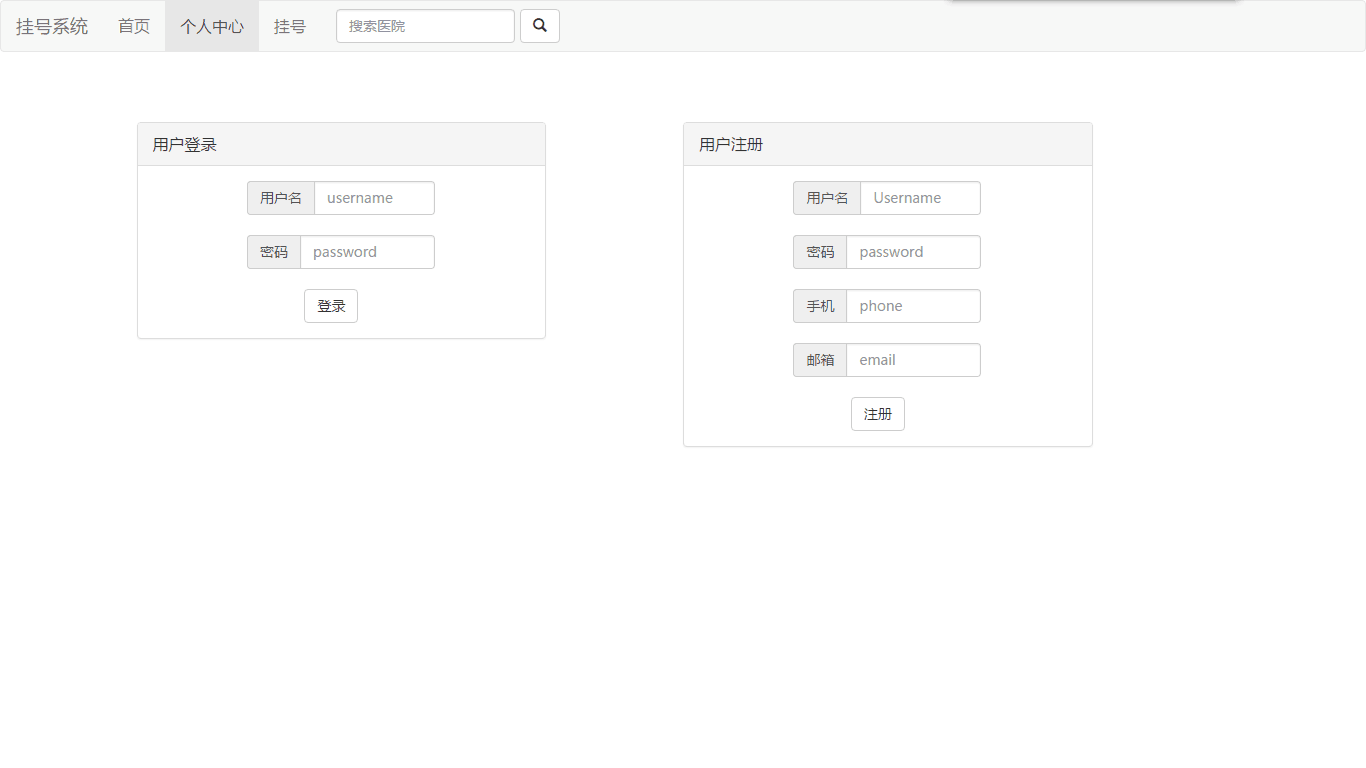 挂号系统 首页 个人中心 挂号 搜索医院
用户登录
用户名 username
密码 password
登录
用户注册
用户名 Username
密码 password
手机 phone
邮箱 email
注册